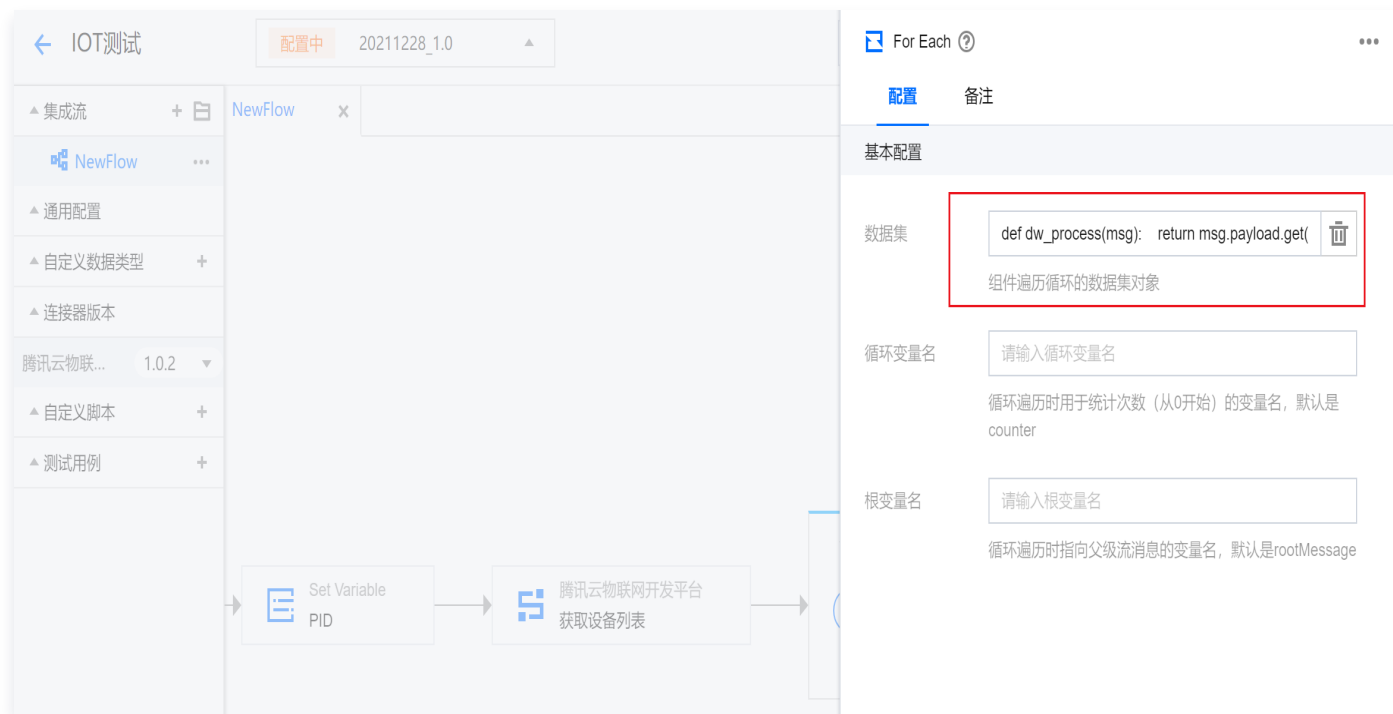 IOT测试
配置中 20211228_1.0
集成流
NewFlow
通用配置
自定义数据类型
连接器版本
腾讯云物联... 1.0.2
自定义脚本
测试用例
NewFlow
Set Variable
PID
腾讯云物联网开发平台
获取设备列表
For Each
配置 备注
基本配置
数据集 def dw_process(msg): return msg.payload.get(
组件遍历循环的数据集对象
循环变量名 请输入循环变量名
循环遍历时用于统计次数（从0开始）的变量名，默认是
counter
根变量名 请输入根变量名
循环遍历时指向父级流消息的变量名，默认是rootMessage